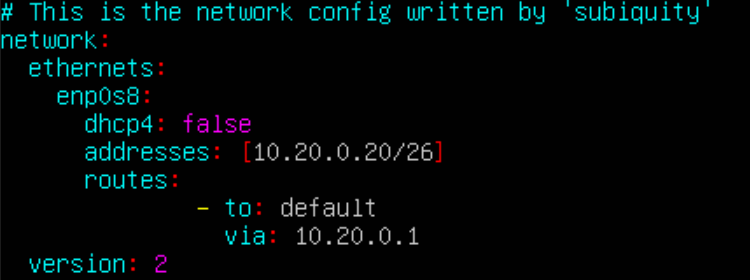 # This is the network config written by 'subiquity'
network:
  ethernets:
    enp0s8:
      dhcp4: false
      addresses: [10.20.0.20/26]
      routes:
              - to: default
                via: 10.20.0.1
  version: 2